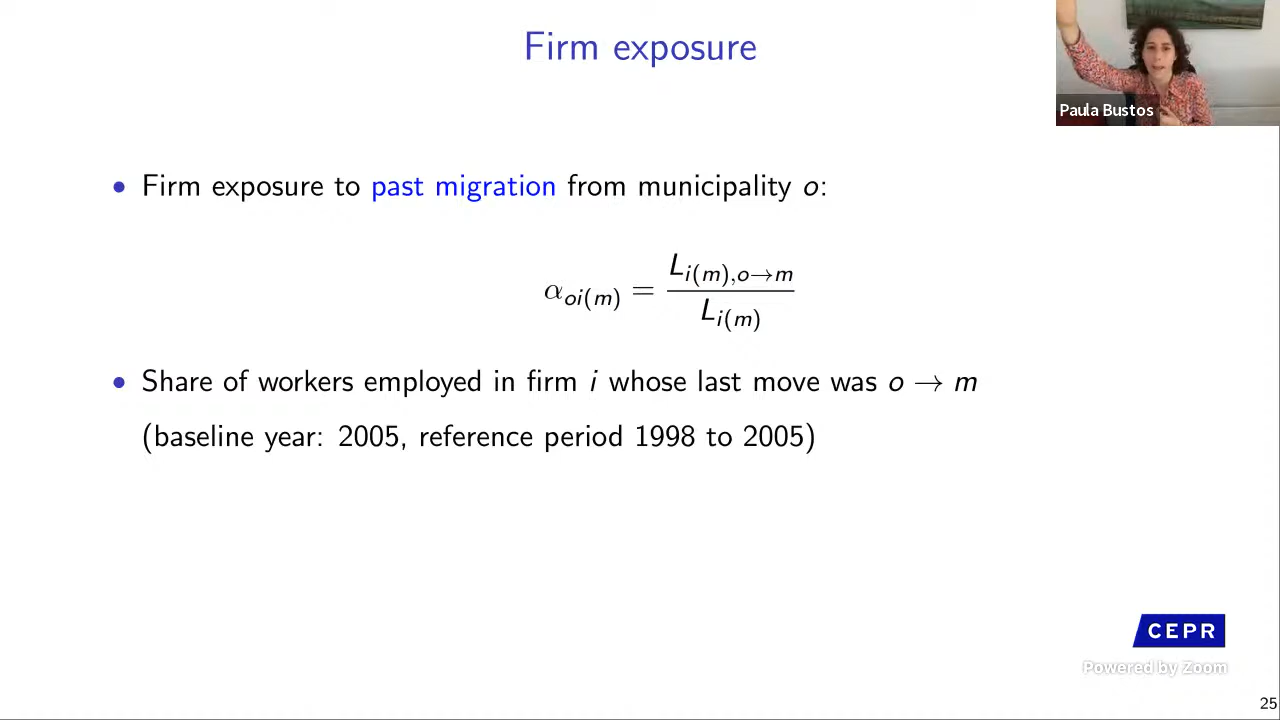 Firm exposure
Paula Bustos
• Firm exposure to past migration from municipality o:
α_{oi(m)} = \frac{L_{i(m),o→m}}{L_{i(m)}}
• Share of workers employed in firm i whose last move was o → m
(baseline year: 2005, reference period 1998 to 2005)
CEPR
Powered by Zoom
25